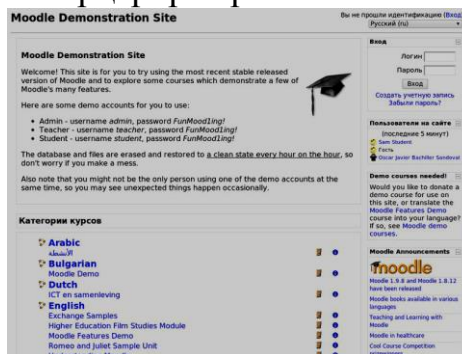 Moodle Demonstration Site
Вы не прошли идентификацию (Вход
Русский (ru)
Moodle Demonstration Site
Welcome! This site is for you to try using the most recent stable released
version of Moodle and to explore some courses which demonstrate a few of
Moodle's many features.
Here are some demo accounts for you to use:
• Admin - username admin, password FunMood1ing!
• Teacher - username teacher, password FunMood1ing!
• Student - username student, password FunMood1ing!
The database and files are erased and restored to a clean state every hour on the hour, so
don't worry if you make a mess.
Also note that you might not be the only person using one of the demo accounts at the
same time, so you may see unexpected things happen occasionally.
Категории курсов
Arabic
الأنشطة
Bulgarian
Moodle Demo
Dutch
ICT en samenleving
English
Exchange Samples
Higher Education Film Studies Module
Moodle Features Demo
Romeo and Juliet Sample Unit
Вход
Логин
Пароль
Вход
Создать учетную запись
Забыли пароль?
Пользователи на сайте
(последние 5 минут)
Sam Student
Гость
Oscar Javier Bachiller Sandoval
Demo courses needed!
Would you like to donate a
demo course for use on
this site, or translate the
Moodle Features Demo
course into your language?
If so, see Moodle demo
courses.
Moodle Announcements
moodle
Moodle 1.9.8 and Moodle 1.8.12
have been released
Moodle books available in various
languages
Teaching and Learning with
Moodle
Moodle in healthcare
Cool Course Competition